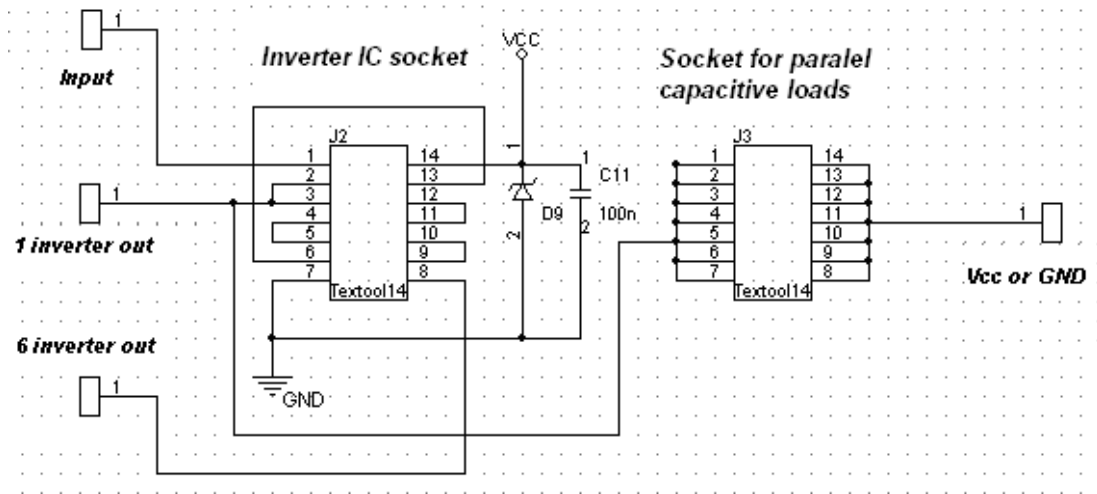 1
Input
Inverter IC socket
VCC
Socket for paralel
capacitive loads
J2
1
1 14
2 13
3 12
4 11
5 10
6 9
7 8
Textool14
1
C11
D9 100n
2
2
J3
1 14
2 13
3 12
4 11
5 10
6 9
7 8
Textool14
1
Vcc or GND
1
1 inverter out
6 inverter out
1
GND